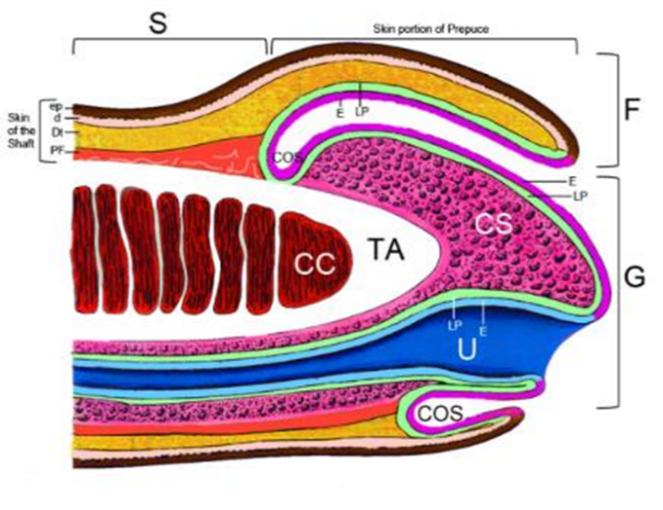 S
Skin portion of Prepuce
F
Skin
of the
Shaft
ep
d
Dt
PF
E LP
COS
E
LP
CS
TA
CC
G
LP E
U
COS